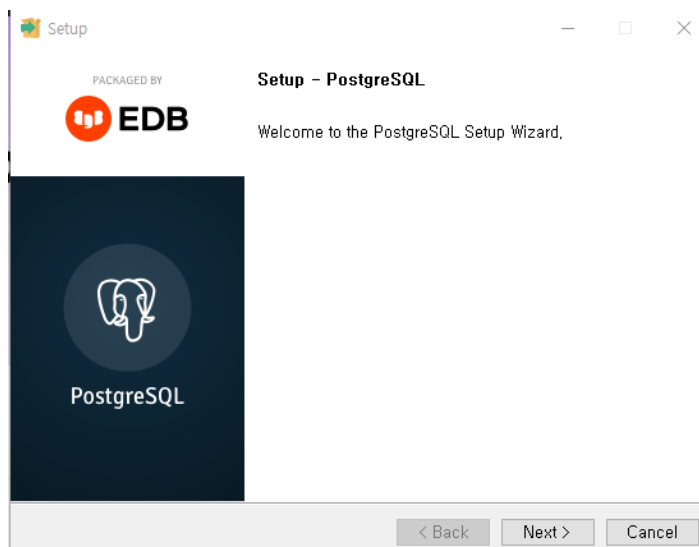 Setup
PACKAGED BY
EDB
Setup - PostgreSQL
Welcome to the PostgreSQL Setup Wizard,
PostgreSQL
< Back
Next >
Cancel